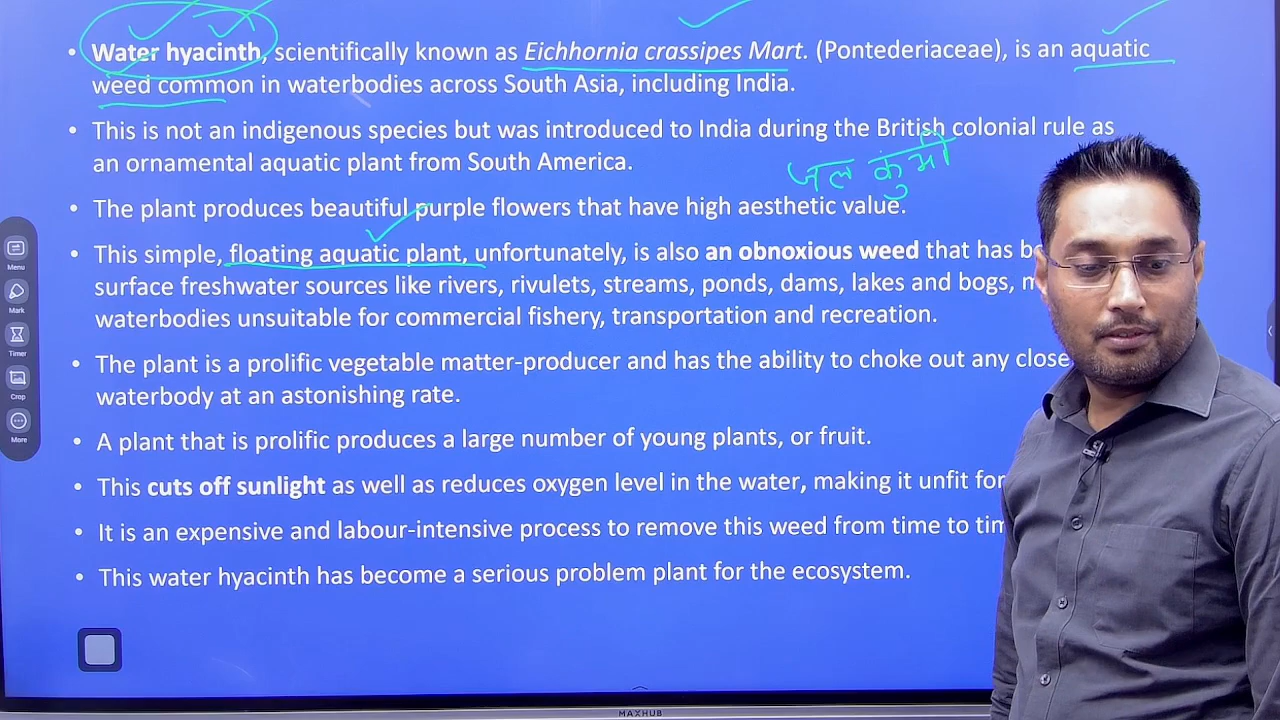 • Water hyacinth, scientifically known as Eichhornia crassipes Mart. (Pontederiaceae), is an aquatic
weed common in waterbodies across South Asia, including India.
• This is not an indigenous species but was introduced to India during the British colonial rule as
an ornamental aquatic plant from South America.
जल कुंभी
• The plant produces beautiful purple flowers that have high aesthetic value.
• This simple, floating aquatic plant, unfortunately, is also an obnoxious weed that has
surface freshwater sources like rivers, rivulets, streams, ponds, dams, lakes and bogs,
waterbodies unsuitable for commercial fishery, transportation and recreation.
• The plant is a prolific vegetable matter-producer and has the ability to choke out any
waterbody at an astonishing rate.
• A plant that is prolific produces a large number of young plants, or fruit.
• This cuts off sunlight as well as reduces oxygen level in the water, making it unfit for
• It is an expensive and labour-intensive process to remove this weed from time to
• This water hyacinth has become a serious problem plant for the ecosystem.
Menu
Mark
Timer
Crop
More
MAXHUB